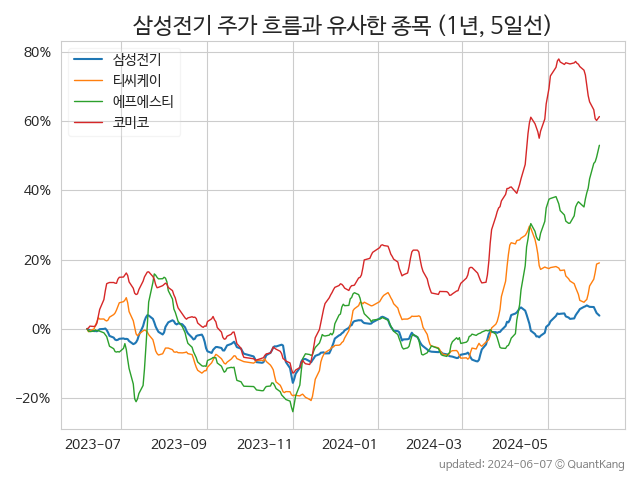 삼성전기 주가 흐름과 유사한 종목 (1년, 5일선)
80%
60%
40%
20%
0%
−20%
삼성전기
티씨케이
에프에스티
코미코
2023-07
2023-09
2023-11
2024-01
2024-03
2024-05
updated: 2024-06-07 © QuantKang